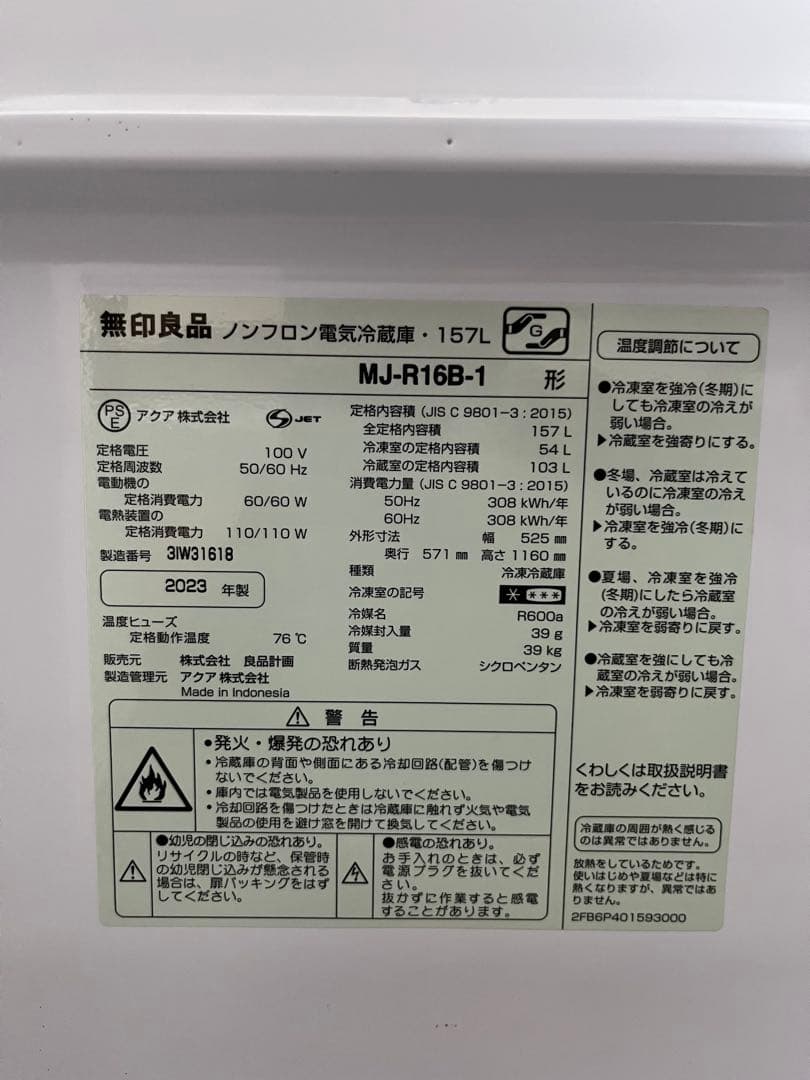 無印良品 ノンフロン電気冷蔵庫・157L G
MJ-R16B-1 形
PS E アクア株式会社 S JET
定格電圧 100 V
定格周波数 50/60 Hz
電動機の
定格消費電力 60/60 W
電熱装置の
定格消費電力 110/110 W
製造番号 3IW31618
2023 年製
温度ヒューズ
定格動作温度 76 ℃
販売元 株式会社 良品計画
製造管理元 アクア株式会社
Made in Indonesia
定格内容積 (JIS C 9801-3 : 2015)
全定格内容積 157 L
冷凍室の定格内容積 54 L
冷蔵室の定格内容積 103 L
消費電力量 (JIS C 9801-3 : 2015)
50Hz 308 kWh/年
60Hz 308 kWh/年
外形寸法 幅 525 mm
奥行 571 mm 高さ 1160 mm
種類 冷凍冷蔵庫
冷凍室の記号 * ***
冷媒名 R600a
冷媒封入量 39 g
質量 39 kg
断熱発泡ガス シクロペンタン
警告
・発火・爆発の恐れあり
・冷蔵庫の背面や側面にある冷却回路(配管)を傷つけ
ないでください。
・庫内では電気製品を使用しないでください。
・冷却回路を傷つけたときは冷蔵庫に触れず火気や電気
製品の使用を避け窓を開けて換気してください。
●幼児の閉じ込みの恐れあり。
リサイクルの時など、保管時
の幼児閉じ込みが懸念される
場合は、扉パッキングをはず
してください。
●感電の恐れあり。
お手入れのときは、必ず
電源プラグを抜いてくだ
さい。
抜かずに作業すると感電
することがあります。
温度調節について
●冷凍室を強冷(冬期)に
しても冷凍室の冷えが
弱い場合。
▶冷蔵室を強寄りにする。
●冬場、冷蔵室は冷えて
いるのに冷凍室の冷え
が弱い場合。
▶冷凍室を強冷(冬期)に
する。
●夏場、冷凍室を強冷
(冬期)にしたら冷蔵室
の冷えが弱い場合。
▶冷凍室を弱寄りに戻す。
●冷蔵室を強にしても冷
蔵室の冷えが弱い場合。
▶冷凍室を弱寄りに戻す。
くわしくは取扱説明書
をお読みください。
冷蔵庫の周囲が熱く感じる
のは異常ではありません。
放熱をしているためです。
使いはじめや夏場などは特に
熱くなりますが、異常ではあ
りません。
2FB6P401593000